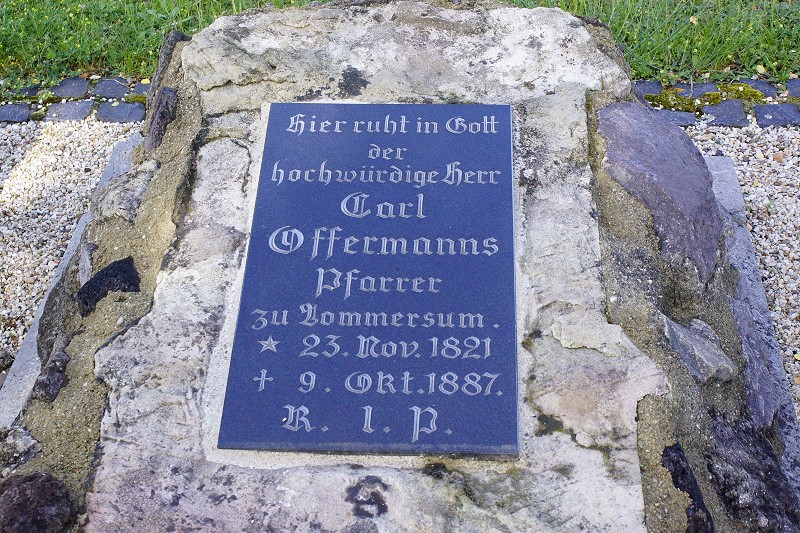 Hier ruht in Gott
der
hochwürdige Herr
Carl
Offermanns
Pfarrer
zu Lommersum.
* 23. Nov. 1821
† 9. Okt. 1887.
R. I. P.